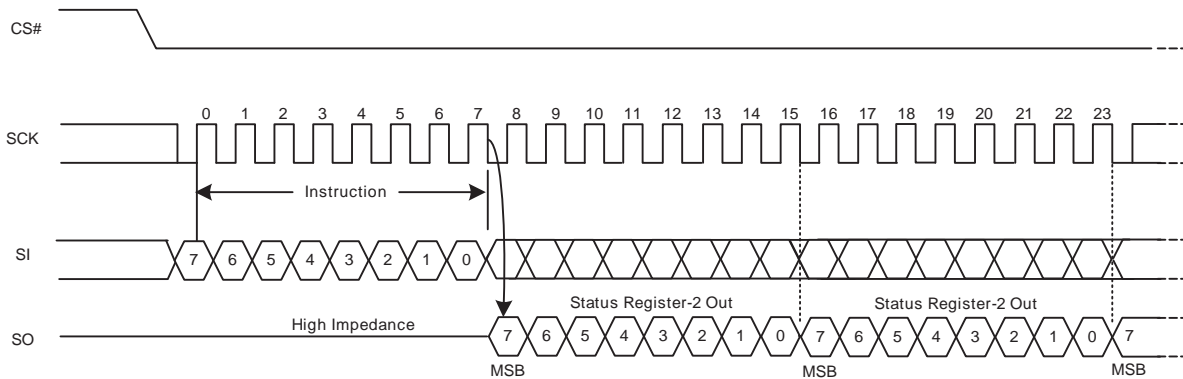 CS#
0 1 2 3 4 5 6 7 8 9 10 11 12 13 14 15 16 17 18 19 20 21 22 23
SCK
Instruction
SI
7 6 5 4 3 2 1 0
Status Register-2 Out Status Register-2 Out
High Impedance
SO
7 6 5 4 3 2 1 0 7 6 5 4 3 2 1 0 7
MSB MSB MSB